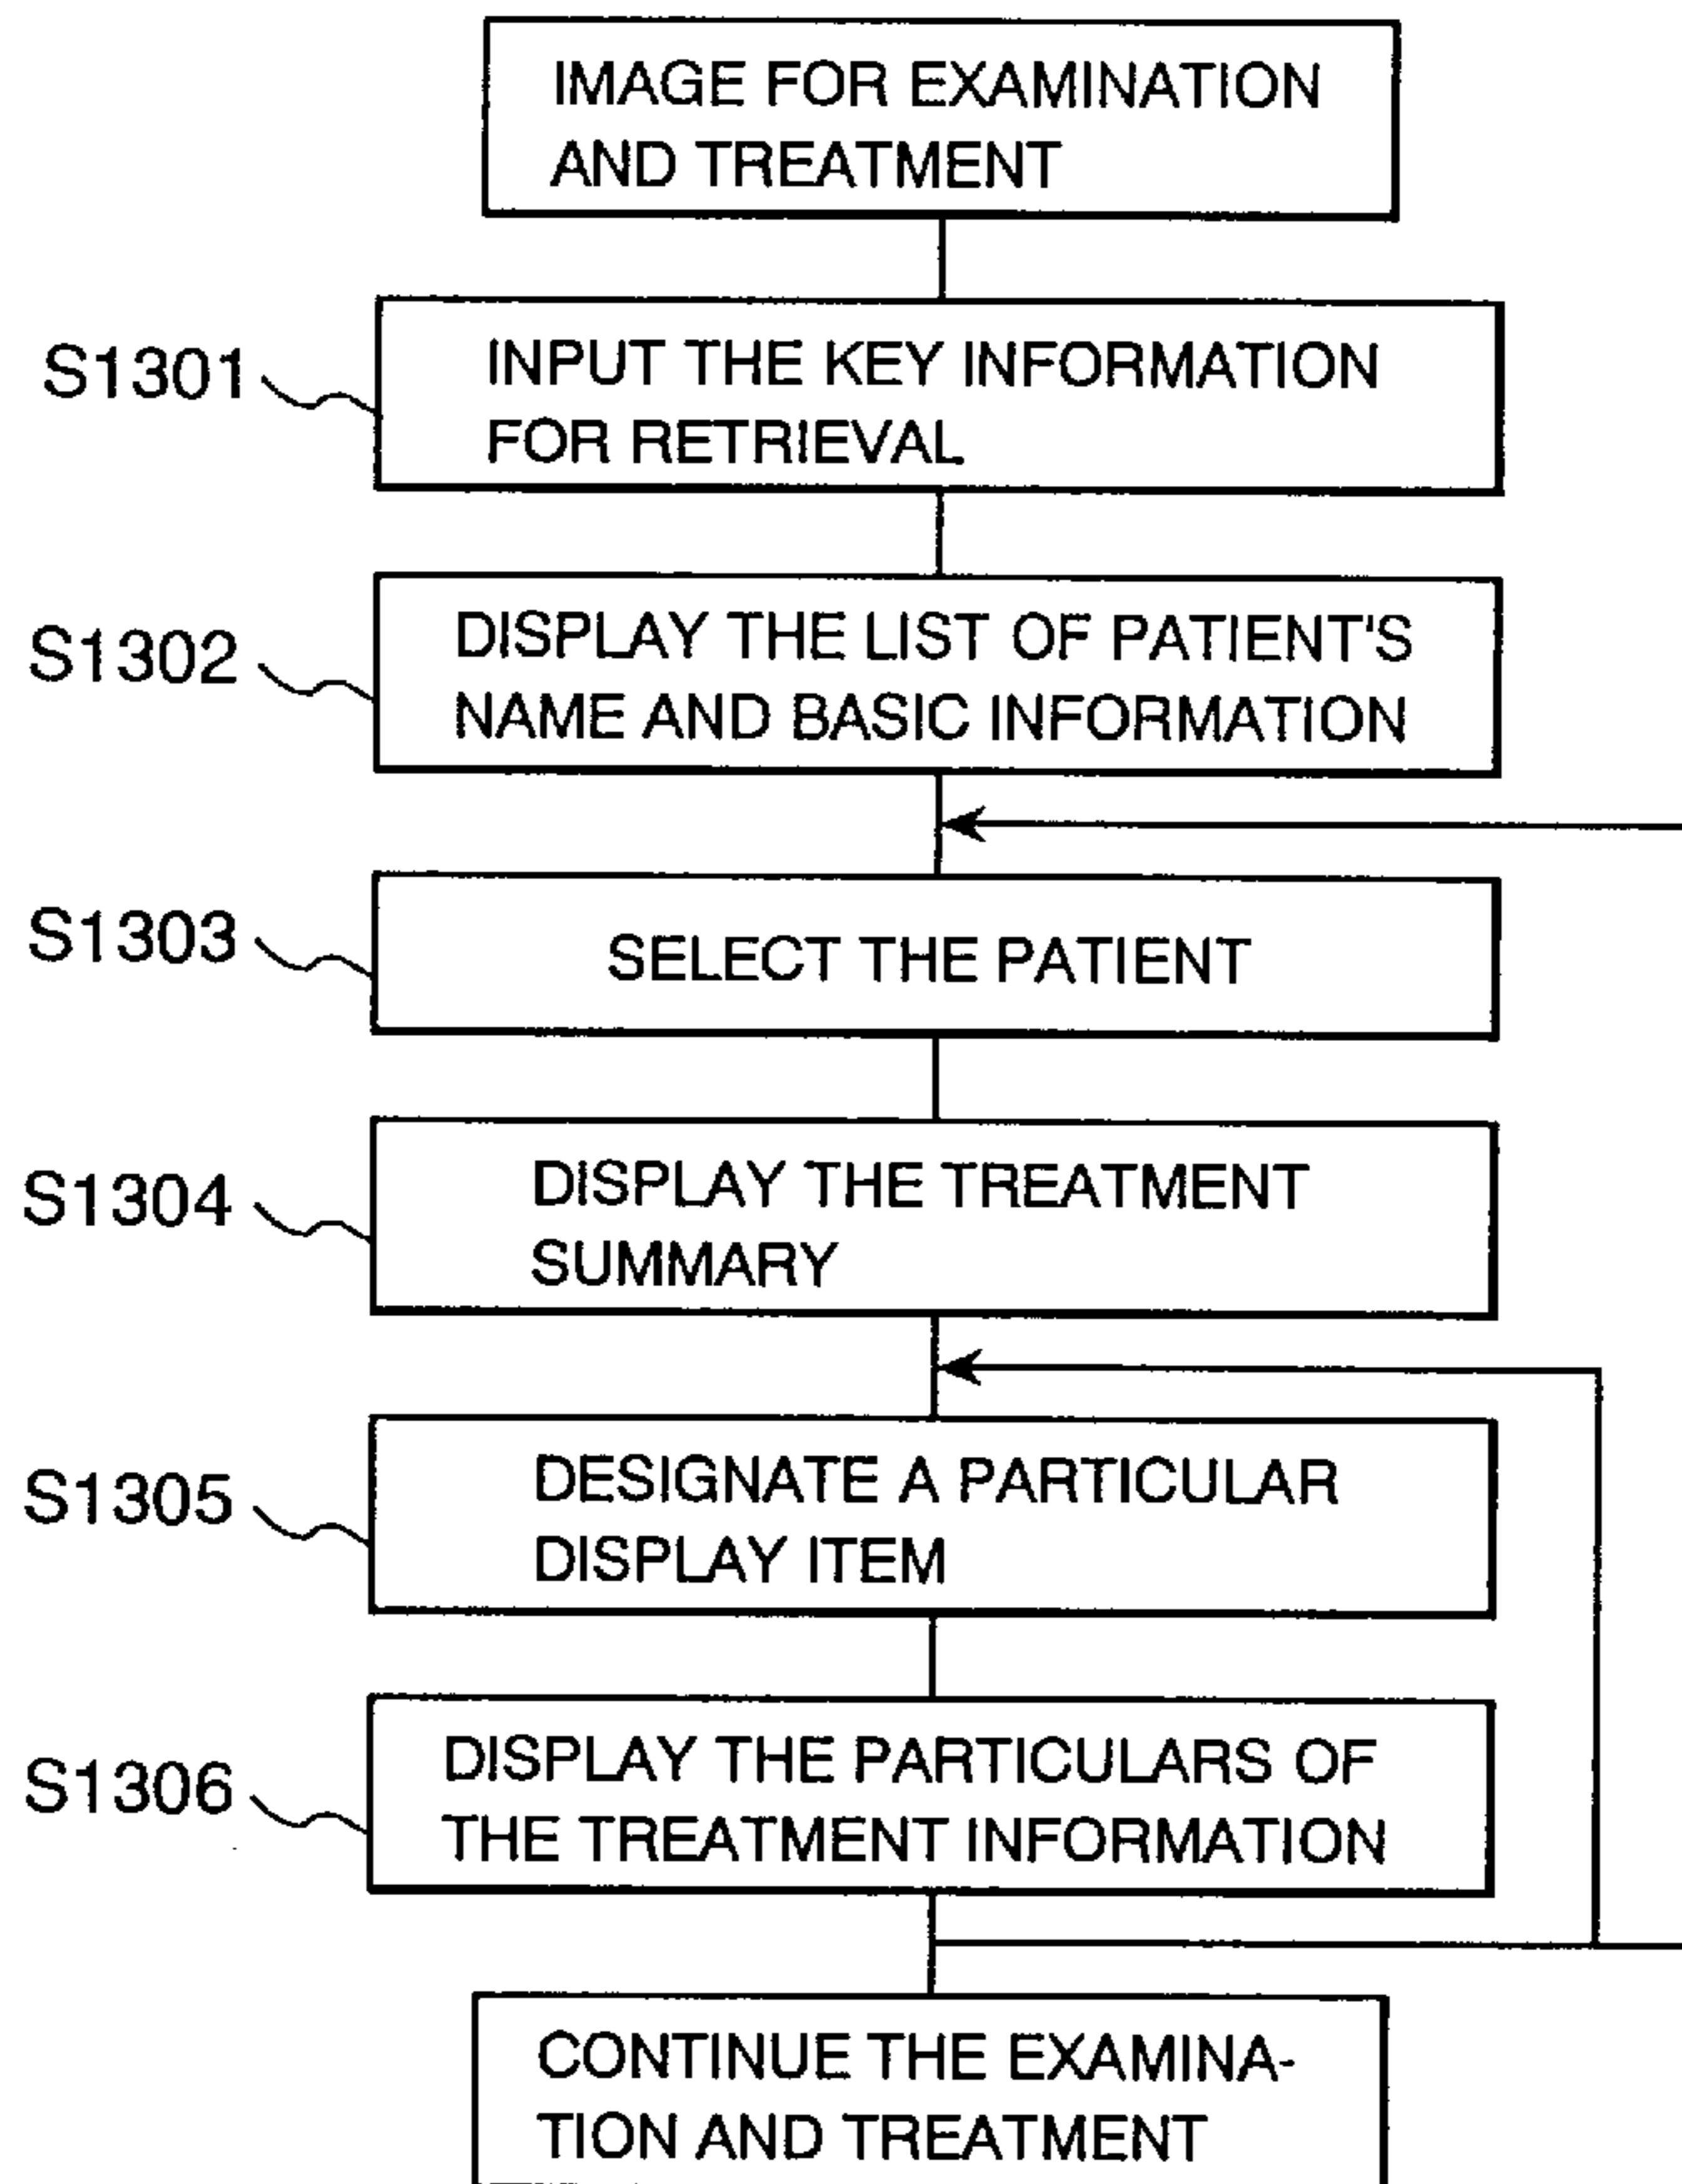 IMAGE FOR EXAMINATION
AND TREATMENT
S1301
INPUT THE KEY INFORMATION
FOR RETRIEVAL
S1302
DISPLAY THE LIST OF PATIENT'S
NAME AND BASIC INFORMATION
S1303
SELECT THE PATIENT
S1304
DISPLAY THE TREATMENT
SUMMARY
S1305
DESIGNATE A PARTICULAR
DISPLAY ITEM
S1306
DISPLAY THE PARTICULARS OF
THE TREATMENT INFORMATION
CONTINUE THE EXAMINA-
TION AND TREATMENT